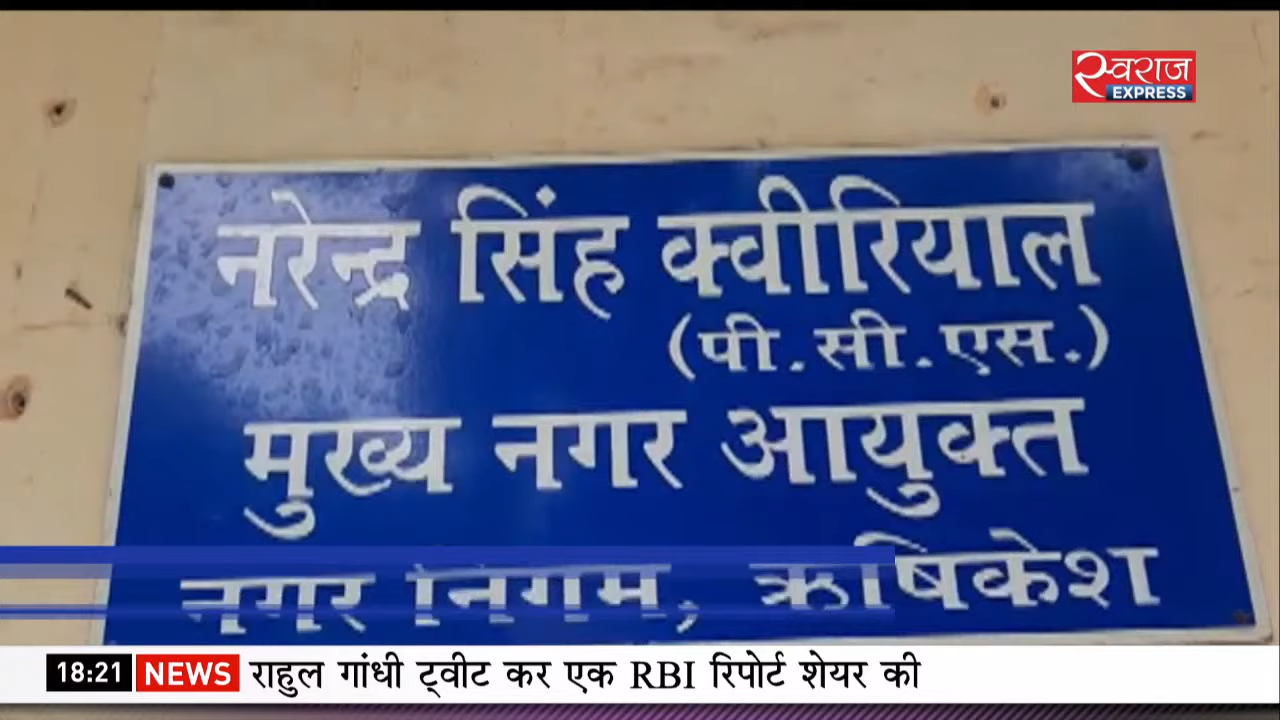 स्वराज
EXPRESS
नरेन्द्र सिंह क्वीरियाल
(पी.सी.एस.)
मुख्य नगर आयुक्त
नगर निगम, ऋषिकेश
18:21 NEWS राहुल गांधी ट्वीट कर एक RBI रिपोर्ट शेयर की